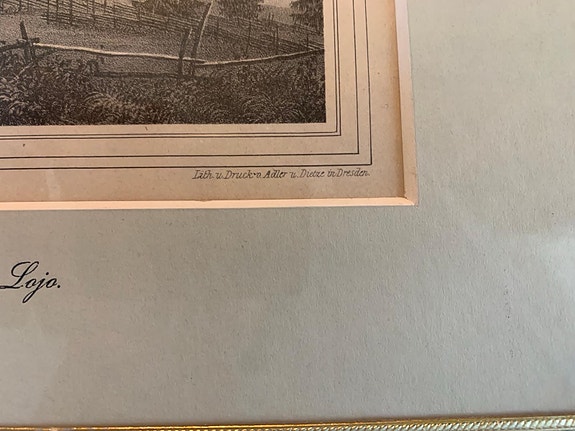 Lith. u. Druck v. Adler u. Dietze in Dresden.
Lojo.